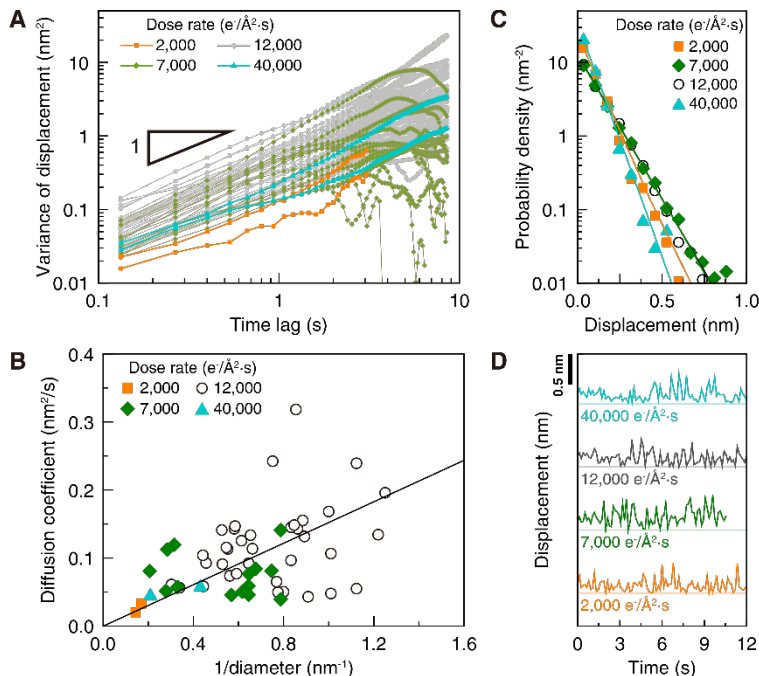 A
Dose rate (e⁻/Å²·s)
2,000 12,000
7,000 40,000
Variance of displacement (nm²)
10
1
0.1
0.01
1
0.1 1 10
Time lag (s)
C
Dose rate (e⁻/Å²·s)
2,000
7,000
12,000
40,000
Probability density (nm⁻²)
10
1
0.1
0.01
0.0 0.5 1.0
Displacement (nm)
B
Dose rate (e⁻/Å²·s)
2,000 12,000
7,000 40,000
Diffusion coefficient (nm²/s)
0.4
0.3
0.2
0.1
0.0
0.0 0.4 0.8 1.2 1.6
1/diameter (nm⁻¹)
D
0.5 nm
Displacement (nm)
40,000 e⁻/Å²·s
12,000 e⁻/Å²·s
7,000 e⁻/Å²·s
2,000 e⁻/Å²·s
0 3 6 9 12
Time (s)